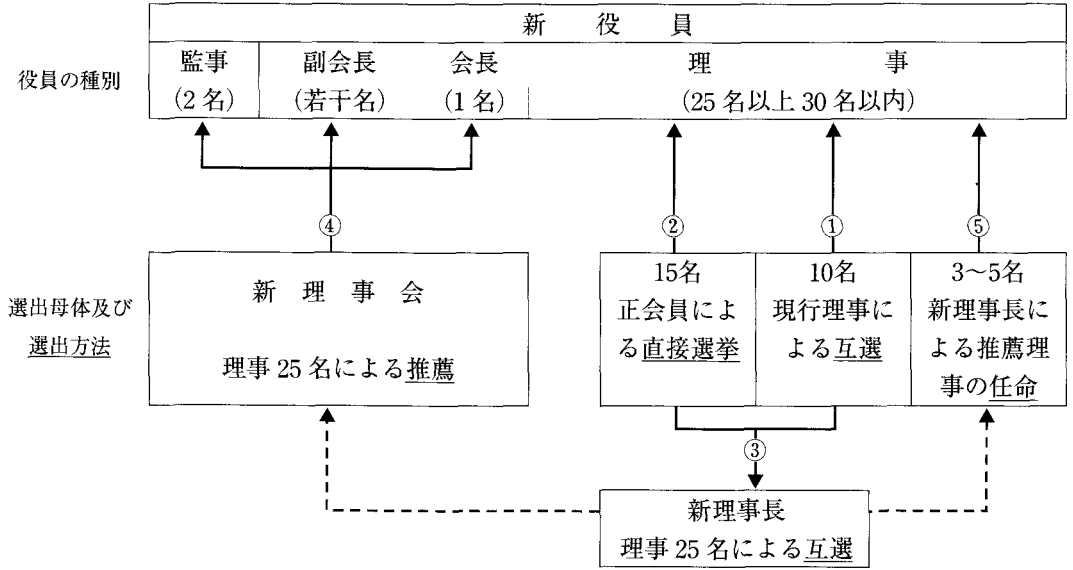 新役員
役員の種別
監事
(2名)
副会長
(若干名)
会長
(1名)
理事
(25名以上30名以内)
④
②
①
⑤
選出母体及び
選出方法
新理事会
理事25名による推薦
15名
正会員によ
る直接選挙
10名
現行理事に
よる互選
3〜5名
新理事長に
よる推薦理
事の任命
③
新理事長
理事25名による互選